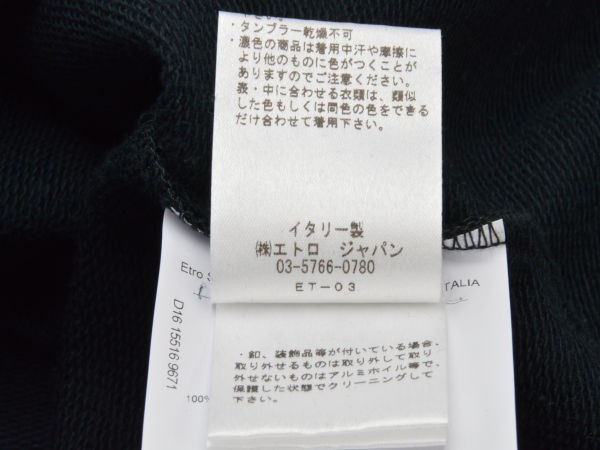 ・タンブラー乾燥不可
・濃色の商品は着用中汗や摩擦に
より他のものに色がつくことが
ありますのでご注意ください。
表・中に合わせる衣類は、類似
した色もしくは同色の色をできる
だけ合わせて着用下さい。
イタリー製
㈱エトロ ジャパン
03-5766-0780
ET-03
Etro S
ITALIA
D16 15516 9671
100%
・釦、装飾品等が付いている場合、
取り外せるものは取り外して取り
外せないものはアルミホイル等で、
保護した状態でクリーニングして
下さい。